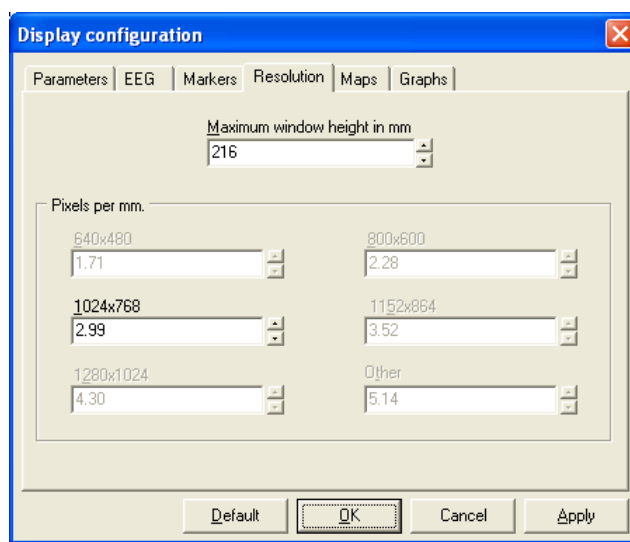 Display configuration
Parameters EEG Markers Resolution Maps Graphs
Maximum window height in mm
216
Pixels per mm.
640x480 800x600
1.71 2.28
1024x768 1152x864
2.99 3.52
1280x1024 Other
4.30 5.14
Default OK Cancel Apply